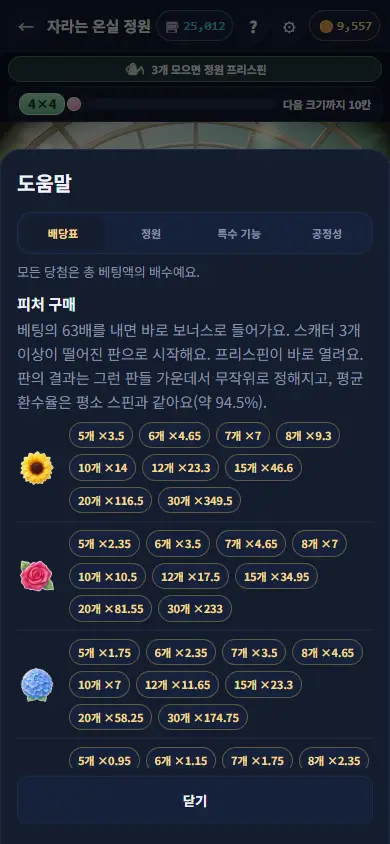 ← 자라는 온실 정원 25,012 ? 9,557
3개 모으면 정원 프리스핀
4×4 다음 크기까지 10칸
도움말
배당표 정원 특수 기능 공정성
모든 당첨은 총 베팅액의 배수예요.
피처 구매
베팅의 63배를 내면 바로 보너스로 들어가요. 스캐터 3개
이상이 떨어진 판으로 시작해요. 프리스핀이 바로 열려요.
판의 결과는 그런 판들 가운데서 무작위로 정해지고, 평균
환수율은 평소 스핀과 같아요(약 94.5%).
5개 ×3.5 6개 ×4.65 7개 ×7 8개 ×9.3
10개 ×14 12개 ×23.3 15개 ×46.6
20개 ×116.5 30개 ×349.5
5개 ×2.35 6개 ×3.5 7개 ×4.65 8개 ×7
10개 ×10.5 12개 ×17.5 15개 ×34.95
20개 ×81.55 30개 ×233
5개 ×1.75 6개 ×2.35 7개 ×3.5 8개 ×4.65
10개 ×7 12개 ×11.65 15개 ×23.3
20개 ×58.25 30개 ×174.75
5개 ×0.95 6개 ×1.15 7개 ×1.75 8개 ×2.35
닫기